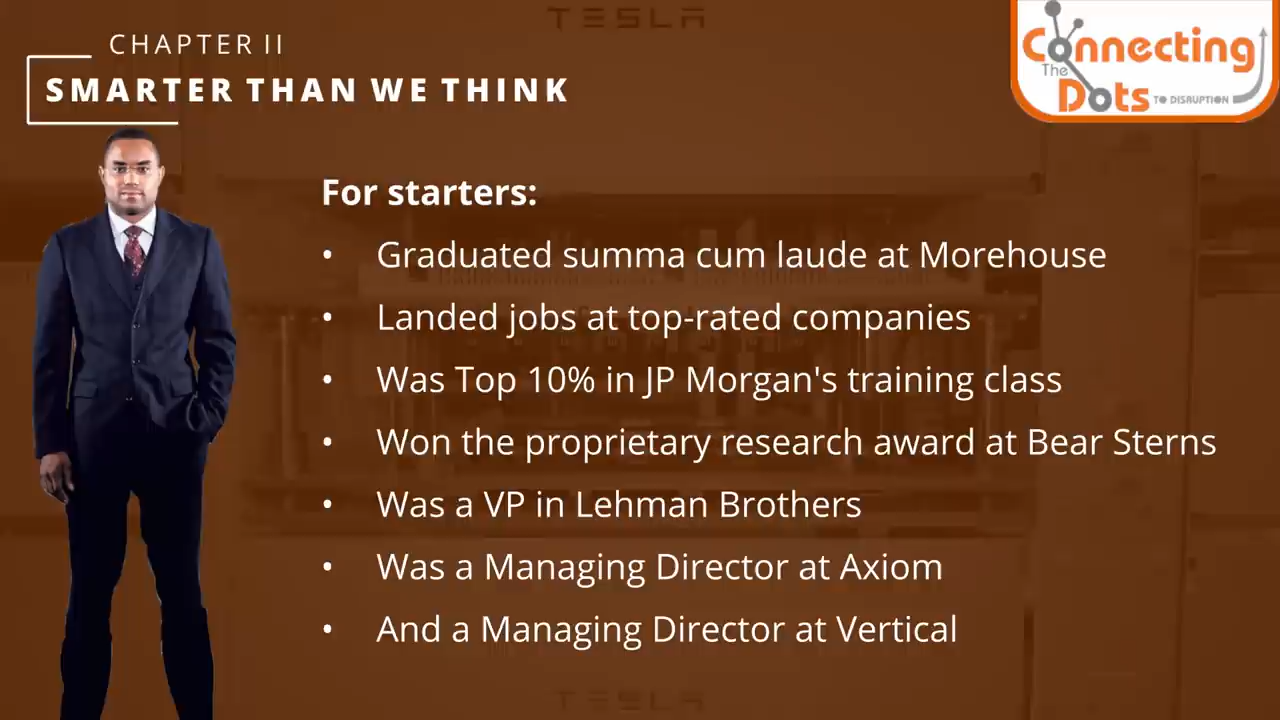 TESLA
CHAPTER II
SMARTER THAN WE THINK
Connecting
The
Dots TO DISRUPTION
For starters:
• Graduated summa cum laude at Morehouse
• Landed jobs at top-rated companies
• Was Top 10% in JP Morgan's training class
• Won the proprietary research award at Bear Sterns
• Was a VP in Lehman Brothers
• Was a Managing Director at Axiom
• And a Managing Director at Vertical
TESLA